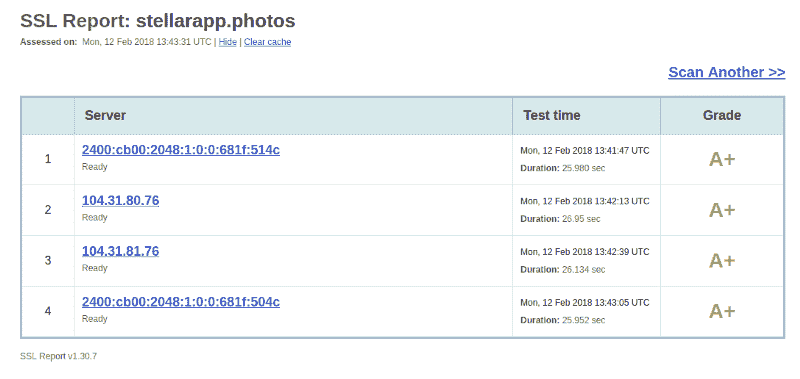 SSL Report: stellarapp.photos
Assessed on: Mon, 12 Feb 2018 13:43:31 UTC | Hide | Clear cache
Scan Another >>
Server Test time Grade
1 2400:cb00:2048:1:0:0:681f:514c Mon, 12 Feb 2018 13:41:47 UTC A+
Ready Duration: 25.980 sec
2 104.31.80.76 Mon, 12 Feb 2018 13:42:13 UTC A+
Ready Duration: 26.95 sec
3 104.31.81.76 Mon, 12 Feb 2018 13:42:39 UTC A+
Ready Duration: 26.134 sec
4 2400:cb00:2048:1:0:0:681f:504c Mon, 12 Feb 2018 13:43:05 UTC A+
Ready Duration: 25.952 sec
SSL Report v1.30.7